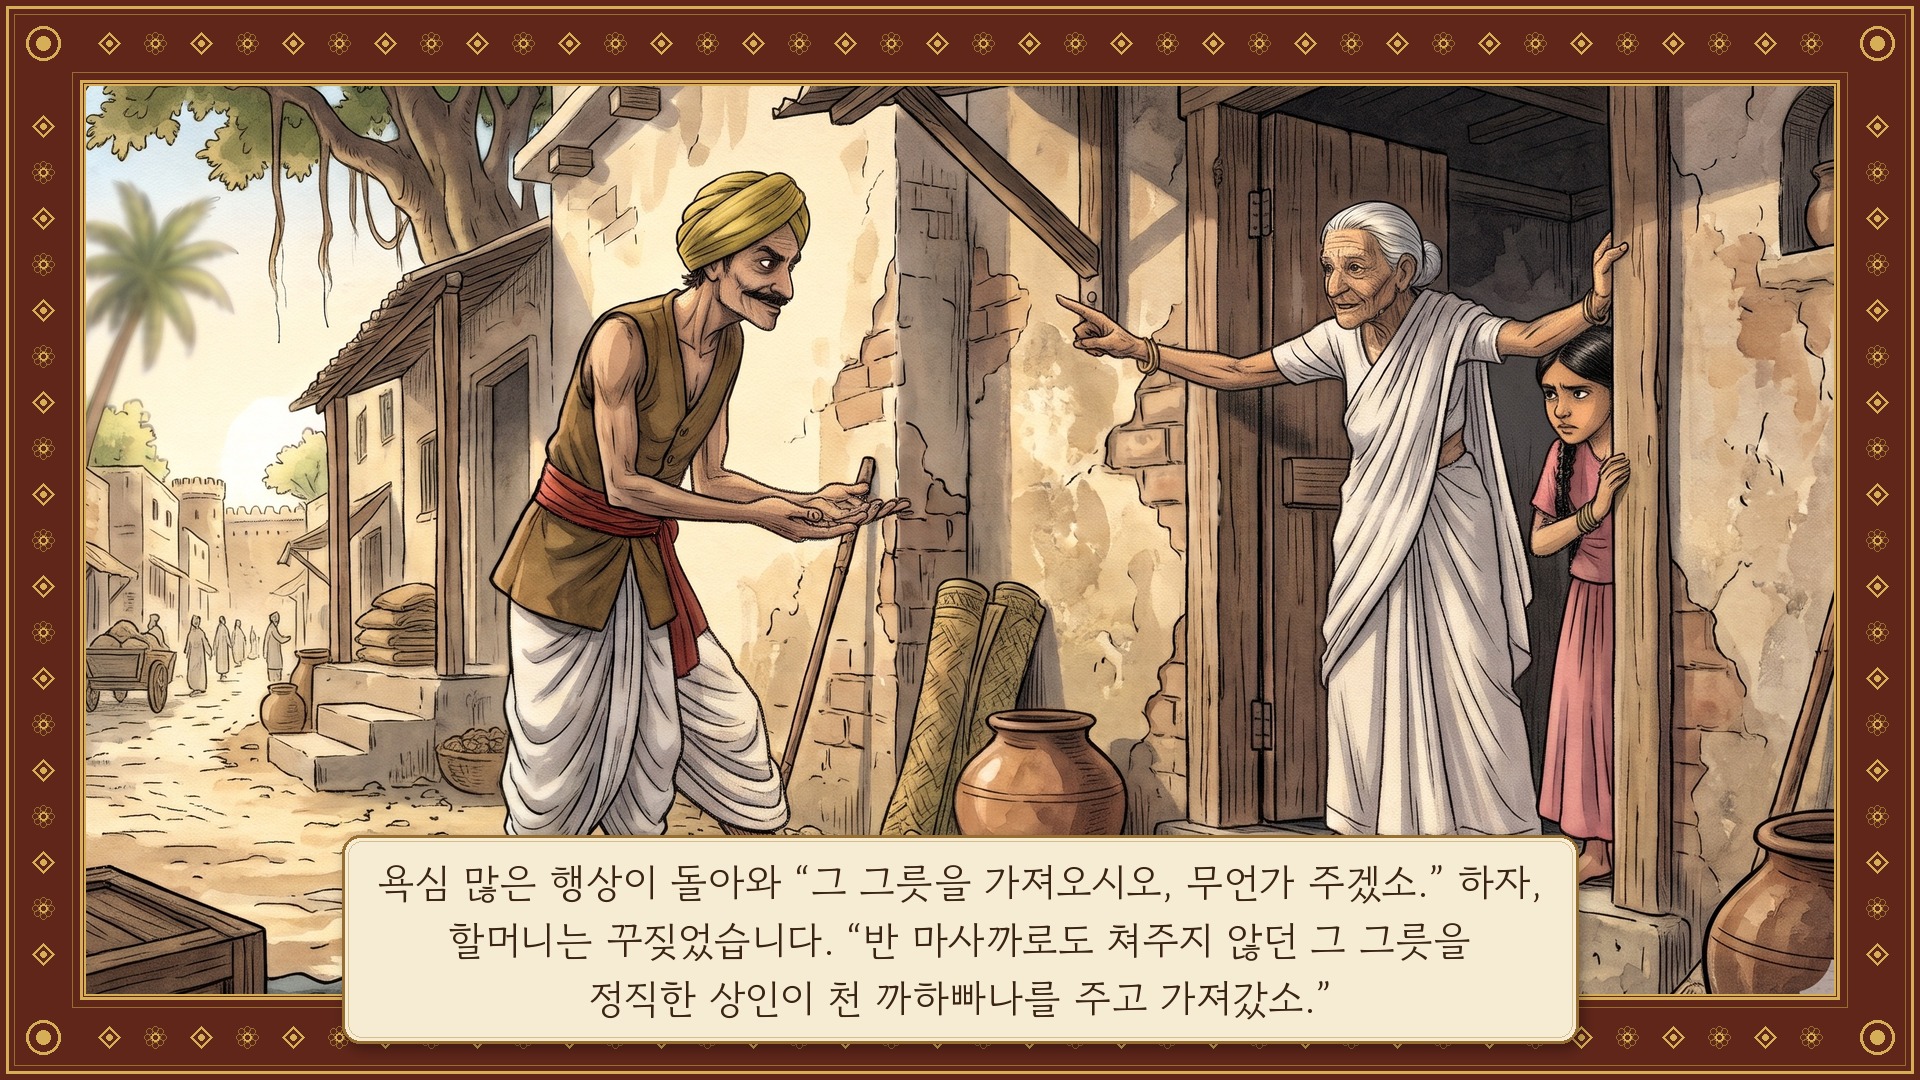 욕심 많은 행상이 돌아와 “그 그릇을 가져오시오, 무언가 주겠소.” 하자,
할머니는 꾸짖었습니다. “반 마사까로도 쳐주지 않던 그 그릇을
정직한 상인이 천 까하빠나를 주고 가져갔소.”